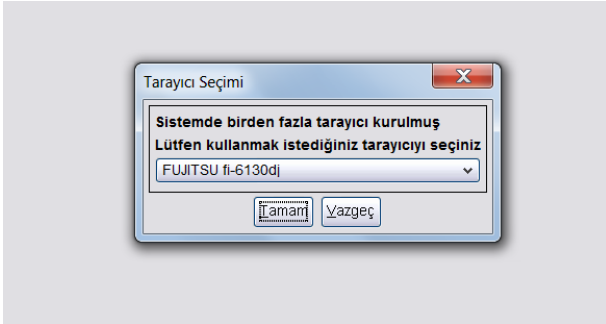 Tarayıcı Seçimi
Sistemde birden fazla tarayıcı kurulmuş
Lütfen kullanmak istediğiniz tarayıcıyı seçiniz
FUJITSU fi-6130dj
Tamam Vazgeç